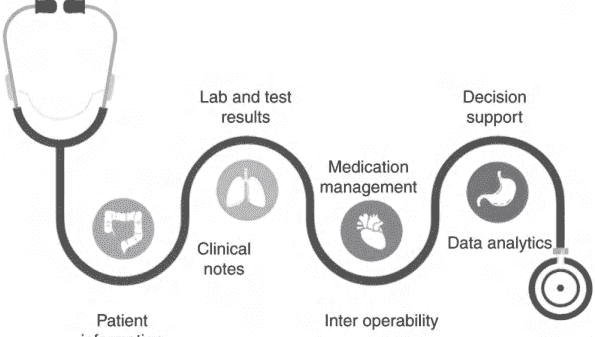 Lab and test
results
Decision
support
Medication
management
Clinical
notes
Data analytics
Patient
Inter operability